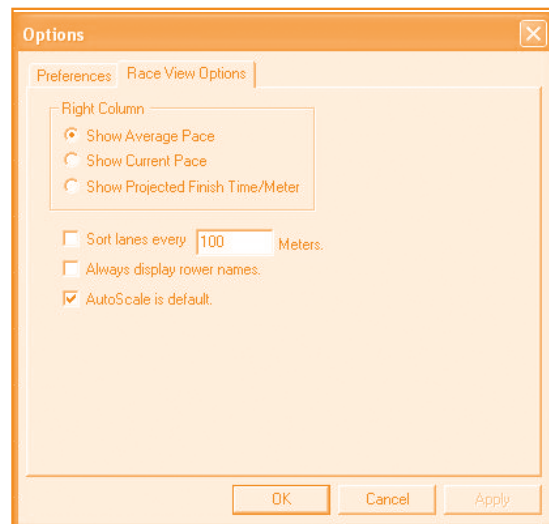 Options
Preferences Race View Options
Right Column
Show Average Pace
Show Current Pace
Show Projected Finish Time/Meter
Sort lanes every 100 Meters.
Always display rower names.
AutoScale is default.
OK Cancel Apply